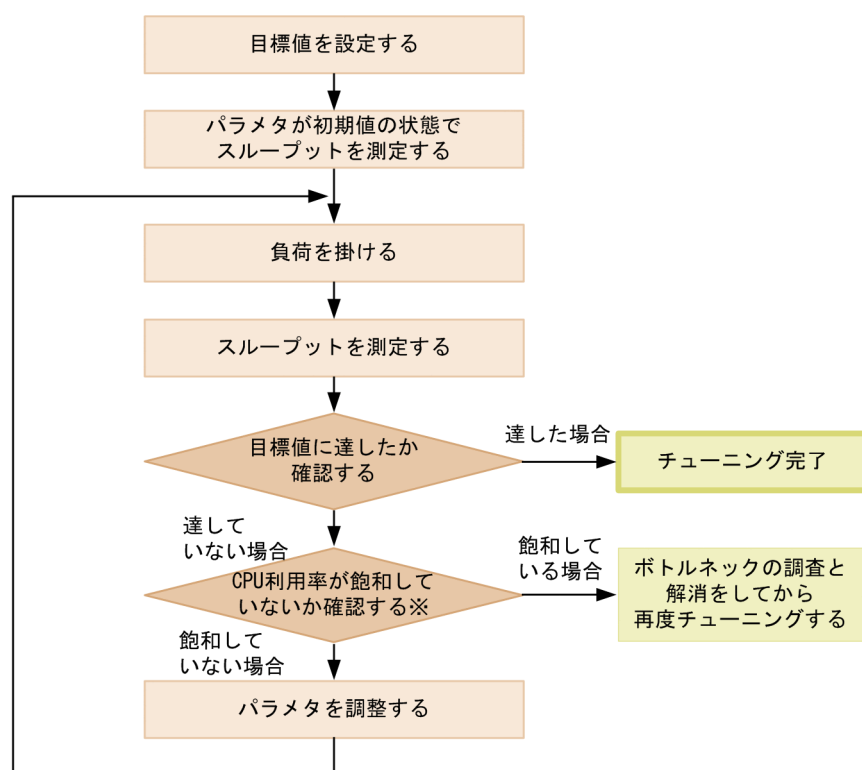 目標値を設定する
パラメタが初期値の状態で
スループットを測定する
負荷を掛ける
スループットを測定する
目標値に達したか
確認する
達した場合
チューニング完了
達して
いない場合
CPU利用率が飽和して
いないか確認する※
飽和して
いる場合
ボトルネックの調査と
解消をしてから
再度チューニングする
飽和して
いない場合
パラメタを調整する